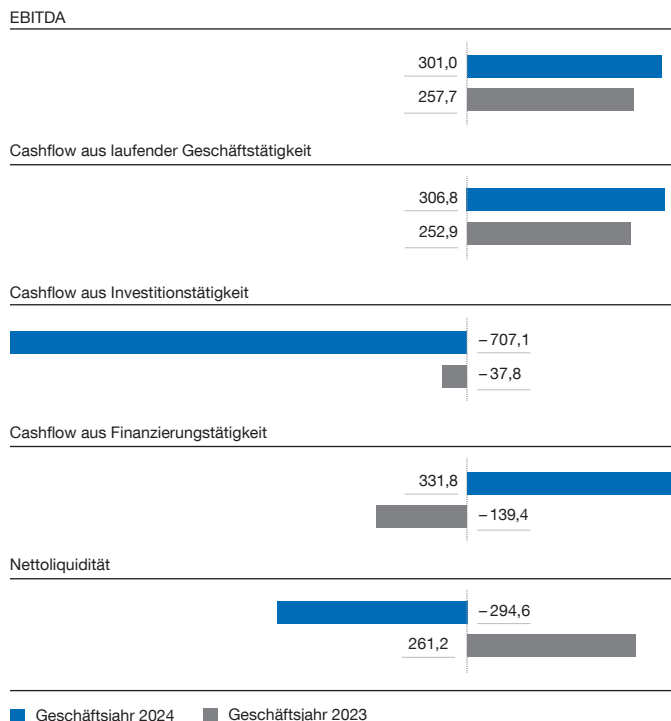 EBITDA
301,0
257,7
Cashflow aus laufender Geschäftstätigkeit
306,8
252,9
Cashflow aus Investitionstätigkeit
– 707,1
– 37,8
Cashflow aus Finanzierungstätigkeit
331,8
– 139,4
Nettoliquidität
– 294,6
261,2
Geschäftsjahr 2024 Geschäftsjahr 2023